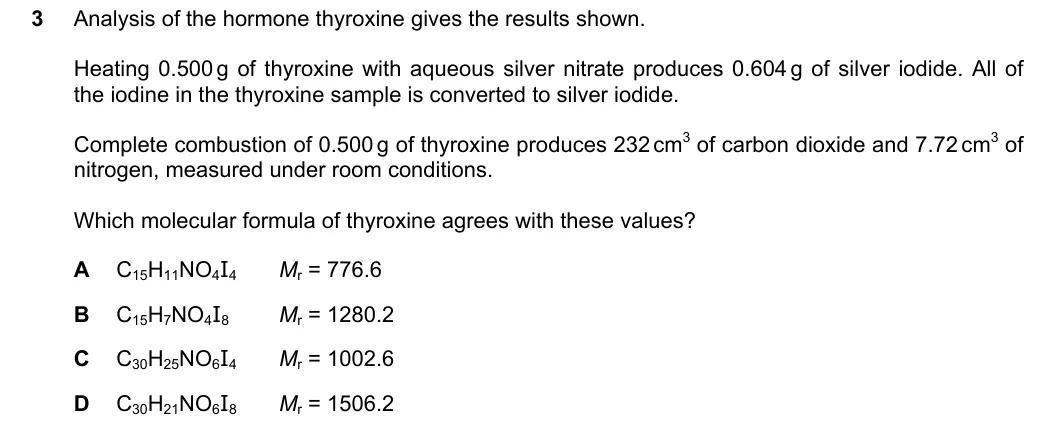 3 Analysis of the hormone thyroxine gives the results shown.
Heating 0.500 g of thyroxine with aqueous silver nitrate produces 0.604 g of silver iodide. All of
the iodine in the thyroxine sample is converted to silver iodide.
Complete combustion of 0.500 g of thyroxine produces 232 cm³ of carbon dioxide and 7.72 cm³ of
nitrogen, measured under room conditions.
Which molecular formula of thyroxine agrees with these values?
A C₁₅H₁₁NO₄I₄ Mᵣ = 776.6
B C₁₅H₇NO₄I₈ Mᵣ = 1280.2
C C₃₀H₂₅NO₆I₄ Mᵣ = 1002.6
D C₃₀H₂₁NO₆I₈ Mᵣ = 1506.2